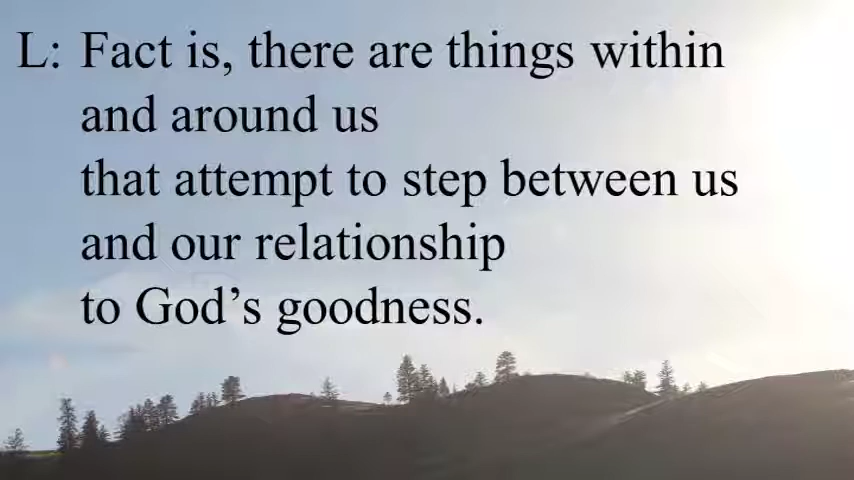 L: Fact is, there are things within
and around us
that attempt to step between us
and our relationship
to God’s goodness.